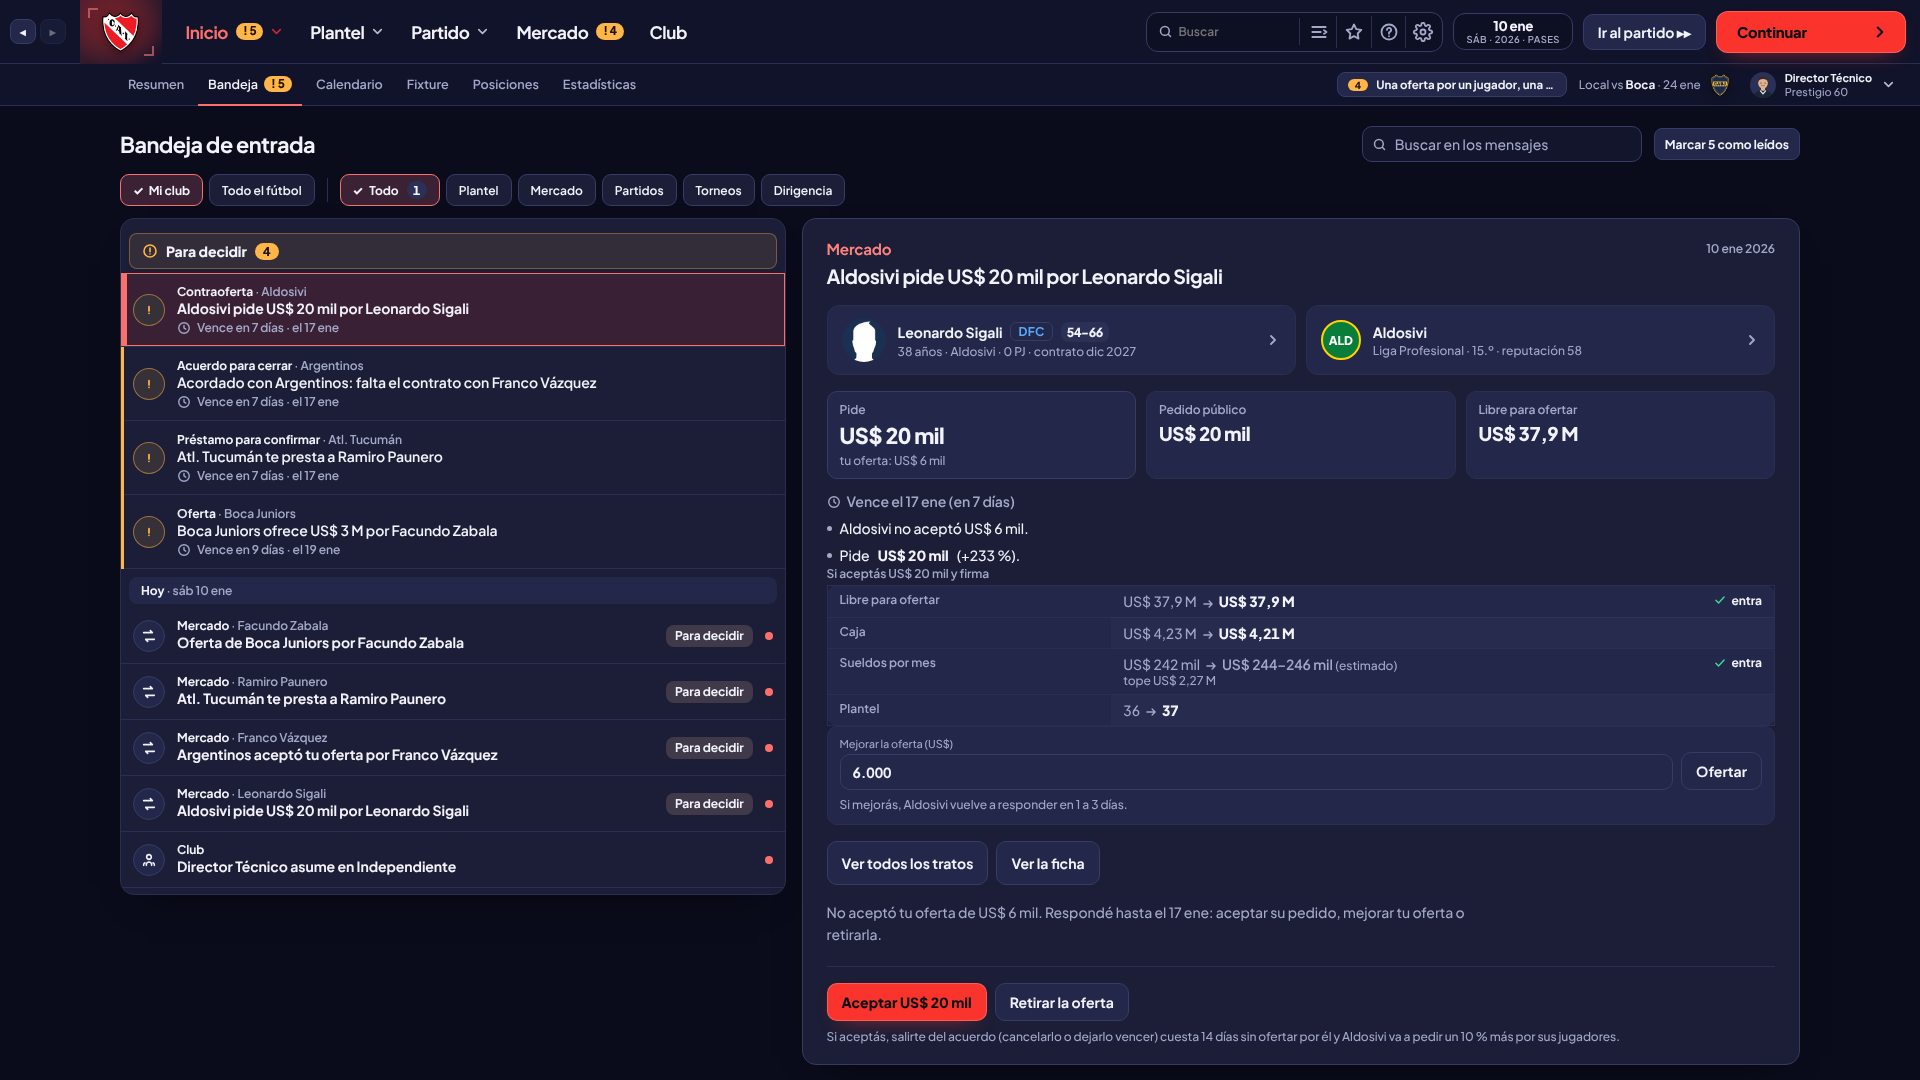 Inicio ! 5
Plantel
Partido
Mercado ! 4
Club
Buscar
10 ene
SÁB · 2026 · PASES
Ir al partido ▸▸
Continuar
Resumen
Bandeja ! 5
Calendario
Fixture
Posiciones
Estadísticas
4 Una oferta por un jugador, una ...
Local vs Boca · 24 ene
Director Técnico
Prestigio 60
Bandeja de entrada
Buscar en los mensajes
Marcar 5 como leídos
Mi club
Todo el fútbol
Todo 1
Plantel
Mercado
Partidos
Torneos
Dirigencia
Para decidir 4
Contraoferta · Aldosivi
! Aldosivi pide US$ 20 mil por Leonardo Sigali
Vence en 7 días · el 17 ene
Acuerdo para cerrar · Argentinos
! Acordado con Argentinos: falta el contrato con Franco Vázquez
Vence en 7 días · el 17 ene
Préstamo para confirmar · Atl. Tucumán
! Atl. Tucumán te presta a Ramiro Paunero
Vence en 7 días · el 17 ene
Oferta · Boca Juniors
! Boca Juniors ofrece US$ 3 M por Facundo Zabala
Vence en 9 días · el 19 ene
Hoy · sáb 10 ene
Mercado · Facundo Zabala
Oferta de Boca Juniors por Facundo Zabala
Para decidir
Mercado · Ramiro Paunero
Atl. Tucumán te presta a Ramiro Paunero
Para decidir
Mercado · Franco Vázquez
Argentinos aceptó tu oferta por Franco Vázquez
Para decidir
Mercado · Leonardo Sigali
Aldosivi pide US$ 20 mil por Leonardo Sigali
Para decidir
Club
Director Técnico asume en Independiente
Mercado
10 ene 2026
Aldosivi pide US$ 20 mil por Leonardo Sigali
Leonardo Sigali DFC 54–66
38 años · Aldosivi · 0 PJ · contrato dic 2027
ALD
Aldosivi
Liga Profesional · 15.º · reputación 58
Pide
US$ 20 mil
tu oferta: US$ 6 mil
Pedido público
US$ 20 mil
Libre para ofertar
US$ 37,9 M
Vence el 17 ene (en 7 días)
• Aldosivi no aceptó US$ 6 mil.
• Pide US$ 20 mil (+233 %).
Si aceptás US$ 20 mil y firma
Libre para ofertar US$ 37,9 M → US$ 37,9 M ✓ entra
Caja US$ 4,23 M → US$ 4,21 M
Sueldos por mes US$ 242 mil → US$ 244–246 mil (estimado) ✓ entra
tope US$ 2,27 M
Plantel 36 → 37
Mejorar la oferta (US$)
6.000
Ofertar
Si mejorás, Aldosivi vuelve a responder en 1 a 3 días.
Ver todos los tratos
Ver la ficha
No aceptó tu oferta de US$ 6 mil. Respondé hasta el 17 ene: aceptar su pedido, mejorar tu oferta o
retirarla.
Aceptar US$ 20 mil
Retirar la oferta
Si aceptás, salirte del acuerdo (cancelarlo o dejarlo vencer) cuesta 14 días sin ofertar por él y Aldosivi va a pedir un 10 % más por sus jugadores.